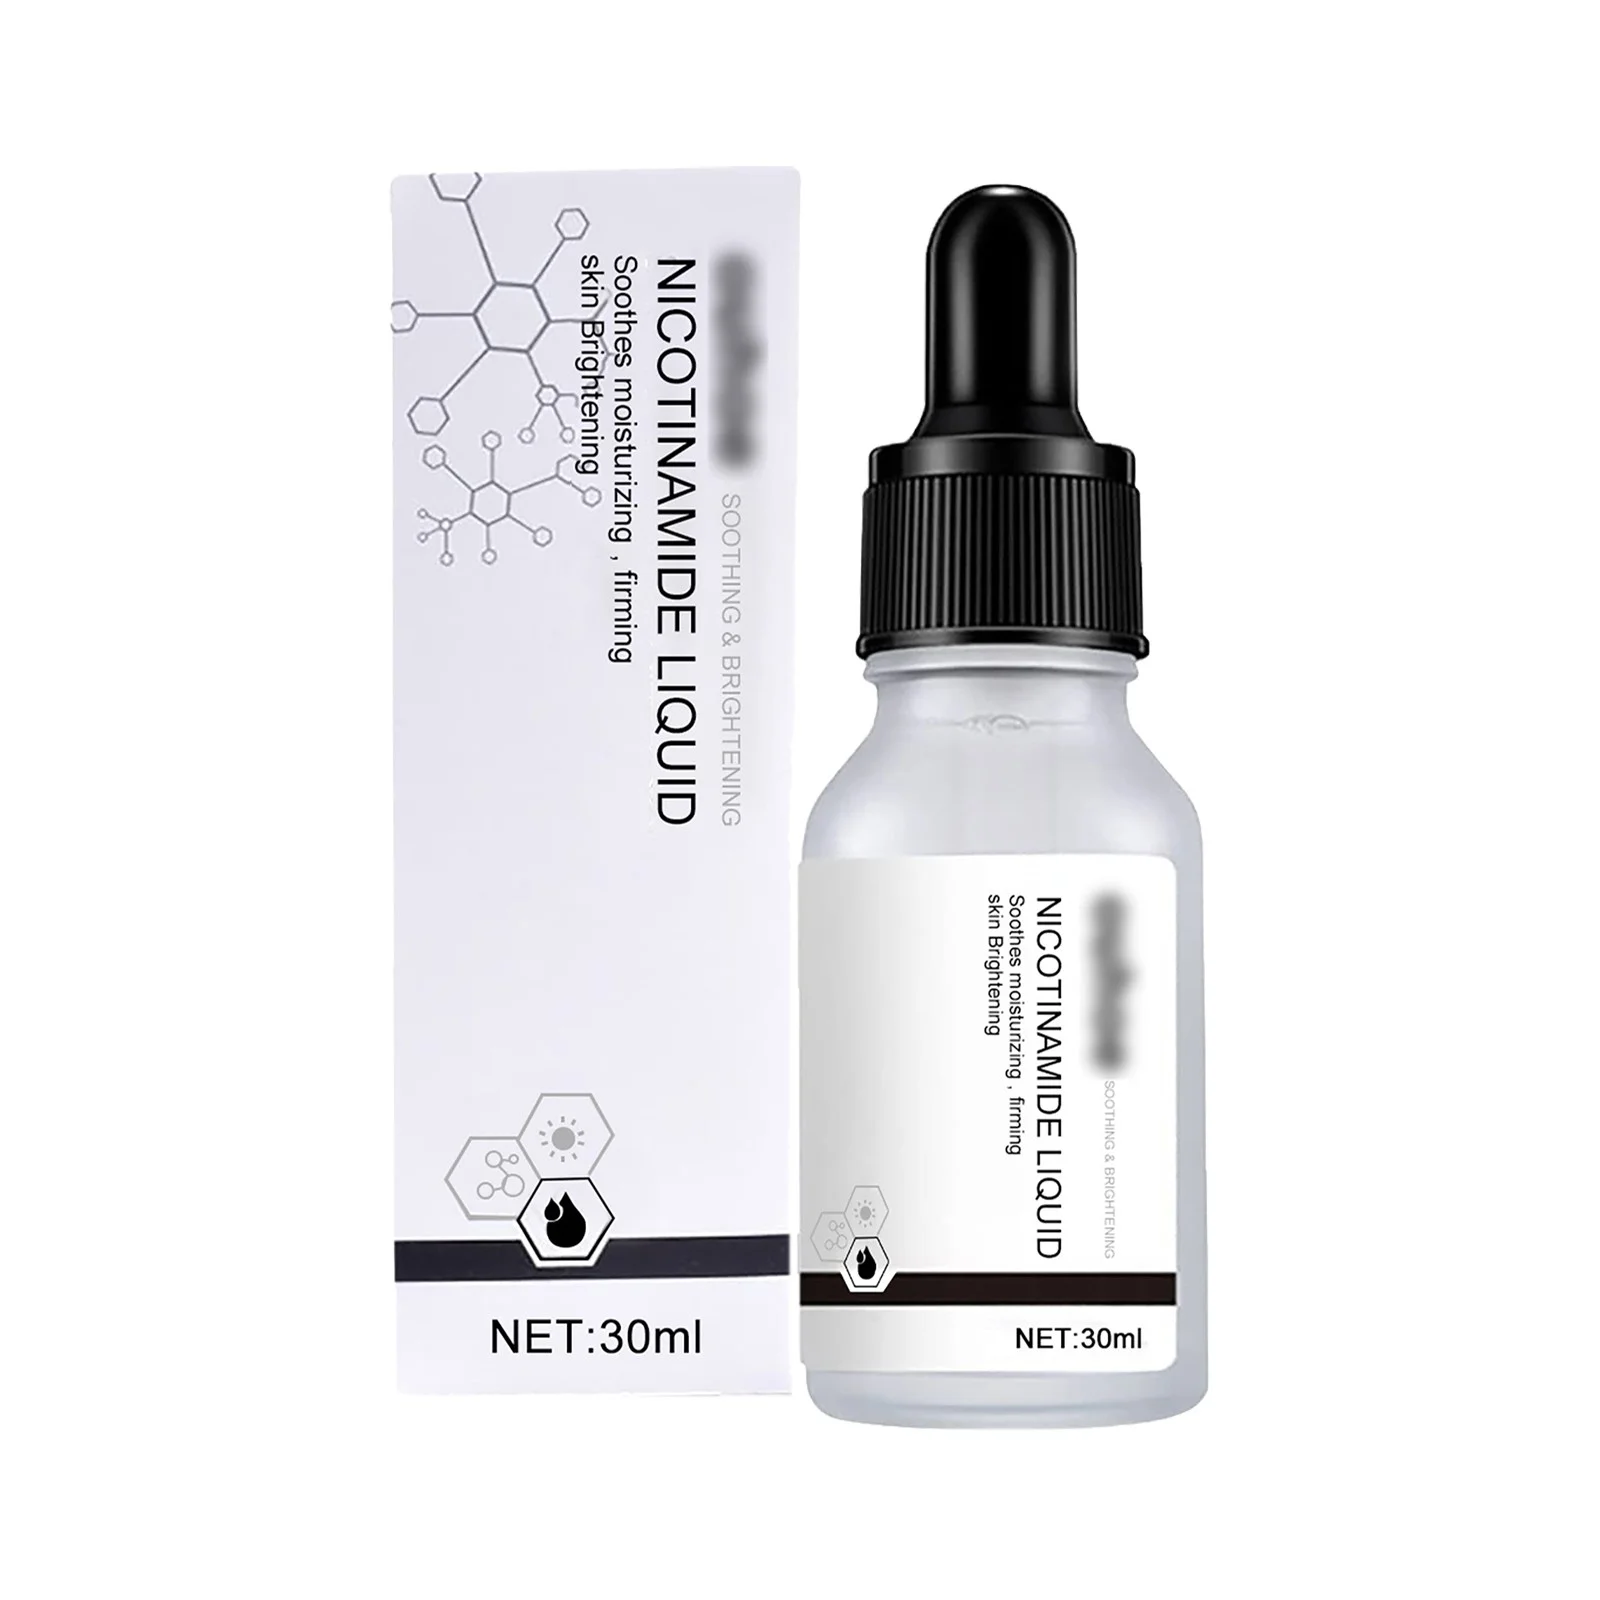 SOOTHING & BRIGHTENING
NICOTINAMIDE LIQUID
Soothes moisturizing , firming
skin Brightening
NET:30ml
SOOTHING & BRIGHTENING
NICOTINAMIDE LIQUID
Soothes moisturizing , firming
skin Brightening
NET:30ml